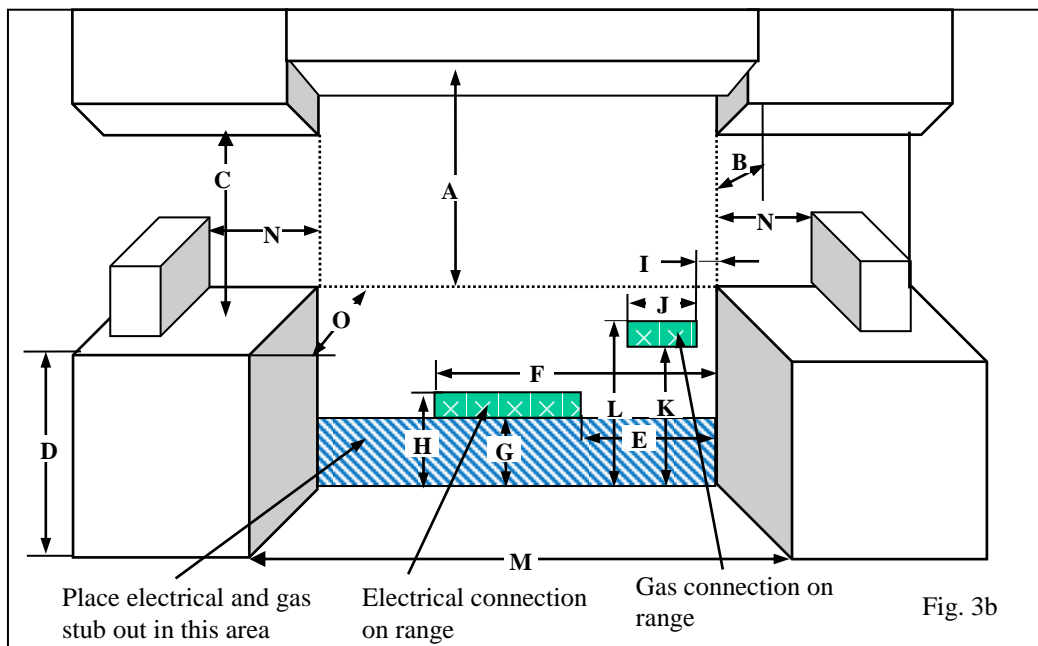 C
A
B
N
N
I
J
O
F
L
K
D
H
G
E
M
Place electrical and gas
stub out in this area
Electrical connection
on range
Gas connection on
range
Fig. 3b